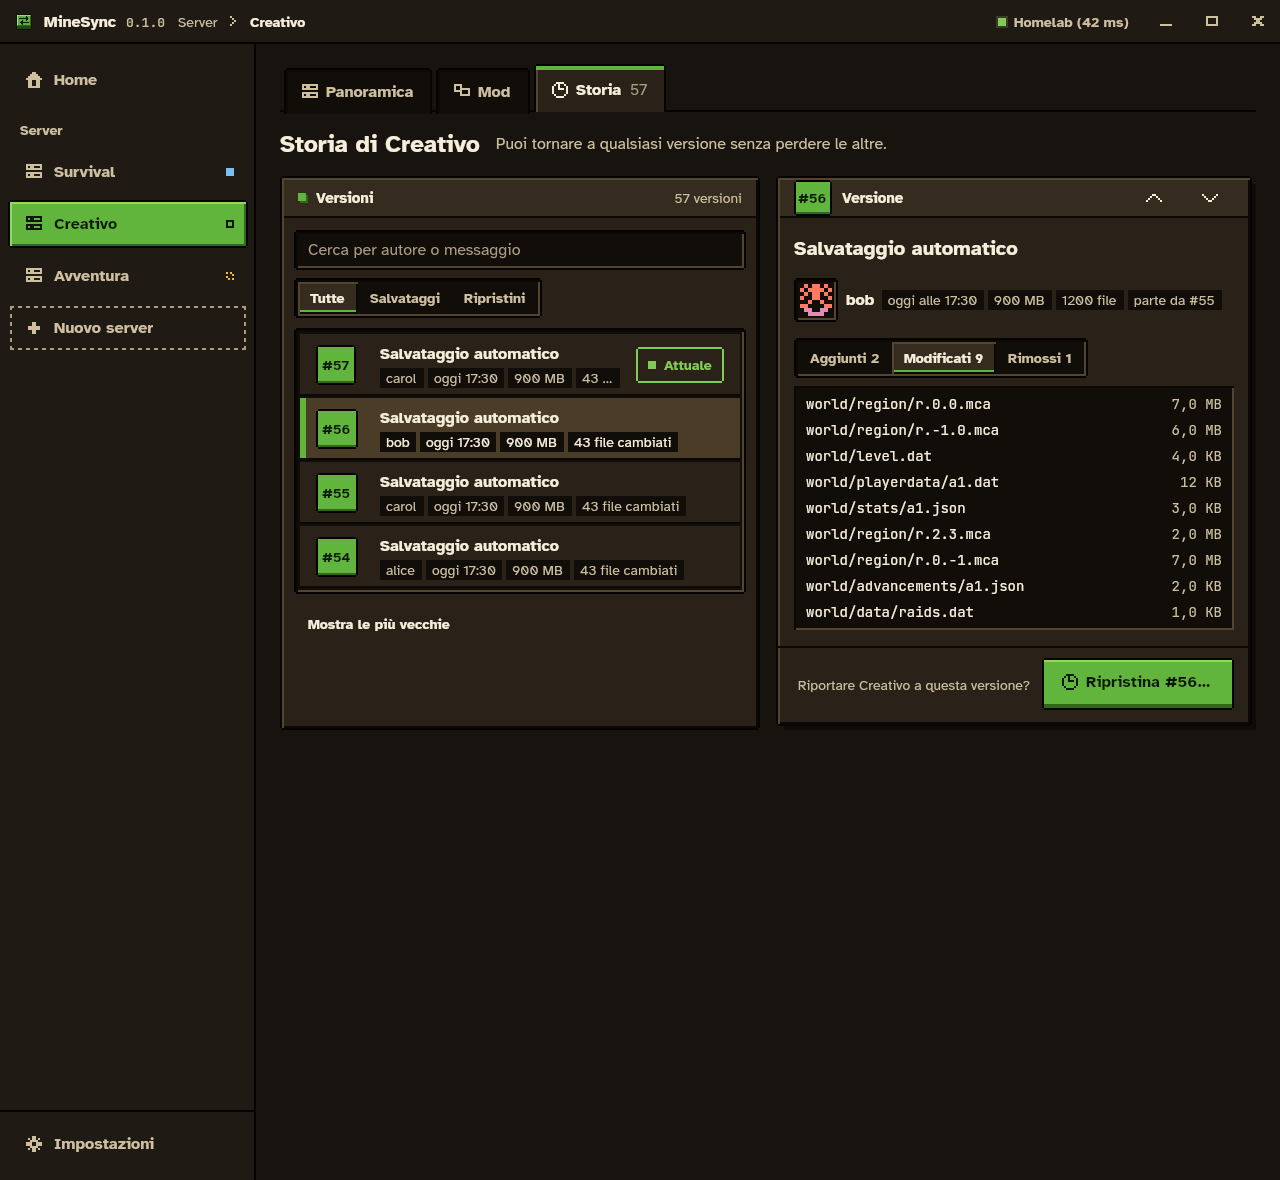 MineSync 0.1.0 Server Creativo
Homelab (42 ms)
Home
Server
Survival
Creativo
Avventura
Nuovo server
Impostazioni
Panoramica
Mod
Storia 57
Storia di Creativo
Puoi tornare a qualsiasi versione senza perdere le altre.
Versioni
57 versioni
Cerca per autore o messaggio
Tutte
Salvataggi
Ripristini
#57
Salvataggio automatico
carol oggi 17:30 900 MB 43 ...
Attuale
#56
Salvataggio automatico
bob oggi 17:30 900 MB 43 file cambiati
#55
Salvataggio automatico
carol oggi 17:30 900 MB 43 file cambiati
#54
Salvataggio automatico
alice oggi 17:30 900 MB 43 file cambiati
Mostra le più vecchie
#56 Versione
Salvataggio automatico
bob oggi alle 17:30 900 MB 1200 file parte da #55
Aggiunti 2
Modificati 9
Rimossi 1
world/region/r.0.0.mca 7,0 MB
world/region/r.-1.0.mca 6,0 MB
world/level.dat 4,0 KB
world/playerdata/a1.dat 12 KB
world/stats/a1.json 3,0 KB
world/region/r.2.3.mca 2,0 MB
world/region/r.0.-1.mca 7,0 MB
world/advancements/a1.json 2,0 KB
world/data/raids.dat 1,0 KB
Riportare Creativo a questa versione?
Ripristina #56...